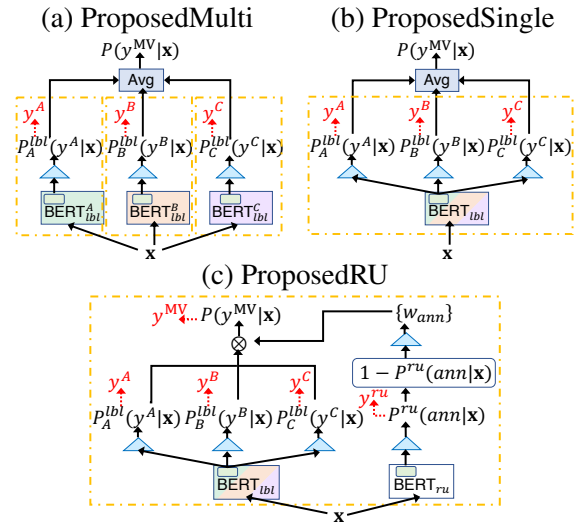 (a) ProposedMulti
P(y^MV|x)
Avg
y^A y^B y^C
P_A^lbl(y^A|x) P_B^lbl(y^B|x) P_C^lbl(y^C|x)
BERT_lbl^A BERT_lbl^B BERT_lbl^C
x
(b) ProposedSingle
P(y^MV|x)
Avg
y^A y^B y^C
P_A^lbl(y^A|x) P_B^lbl(y^B|x) P_C^lbl(y^C|x)
BERT_lbl
x
(c) ProposedRU
y^MV P(y^MV|x) {w_ann}
⊗
1 − P^ru(ann|x)
y^A y^B y^C y^ru
P_A^lbl(y^A|x) P_B^lbl(y^B|x) P_C^lbl(y^C|x) P^ru(ann|x)
BERT_lbl BERT_ru
x